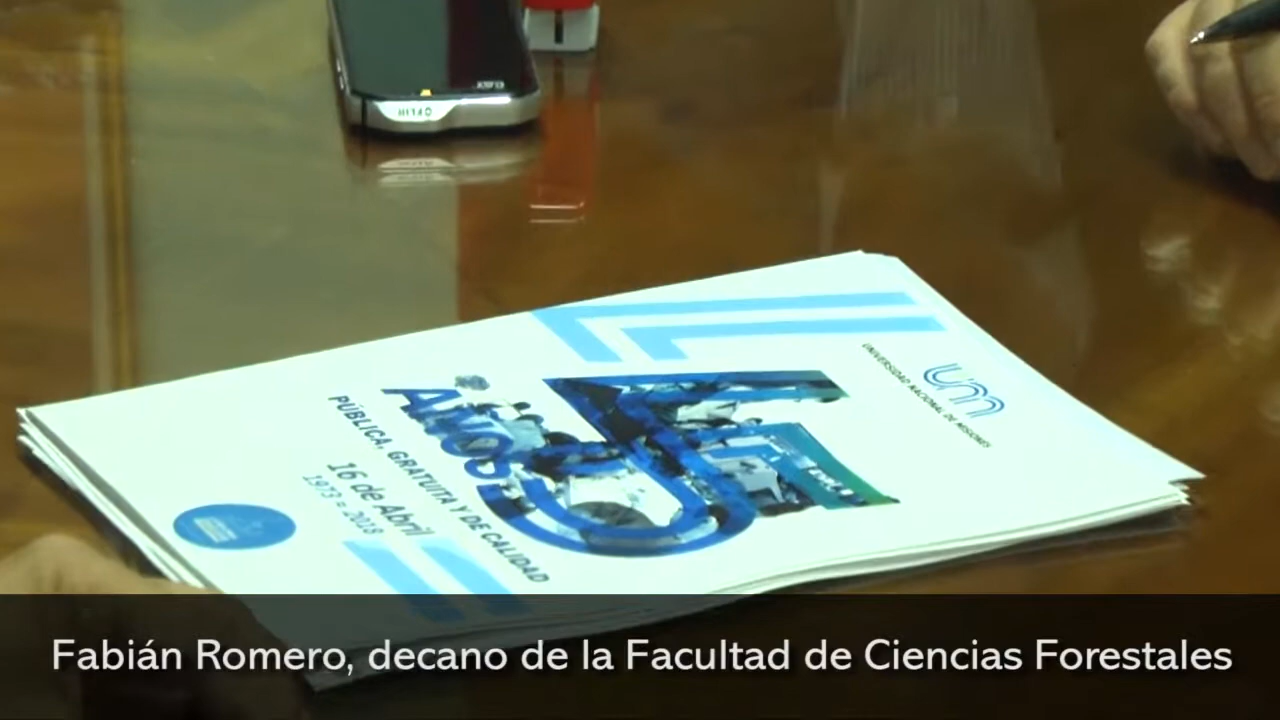 UNIVERSIDAD NACIONAL DE MISIONES
45
AÑOS
PÚBLICA, GRATUITA Y DE CALIDAD
16 de Abril
1973 - 2018
Fabián Romero, decano de la Facultad de Ciencias Forestales